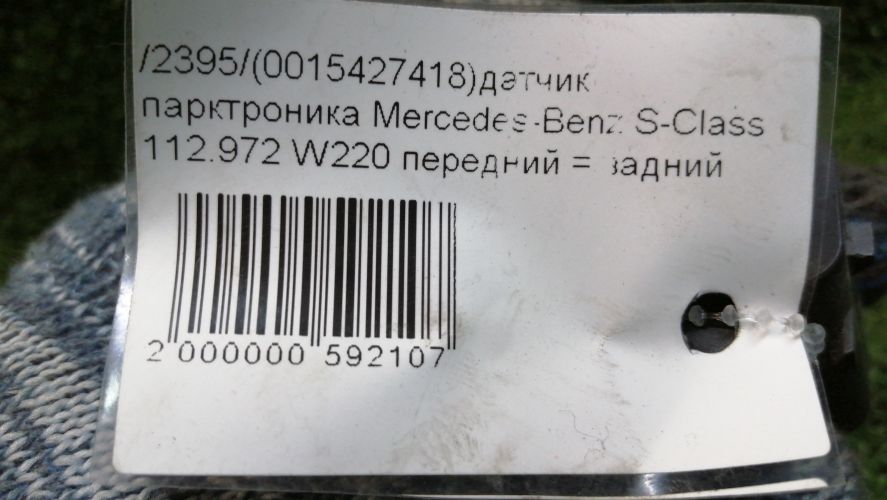 /2395/(0015427418)датчик
парктроника Mercedes-Benz S-Class
112.972 W220 передний = задний
2 000000 592107